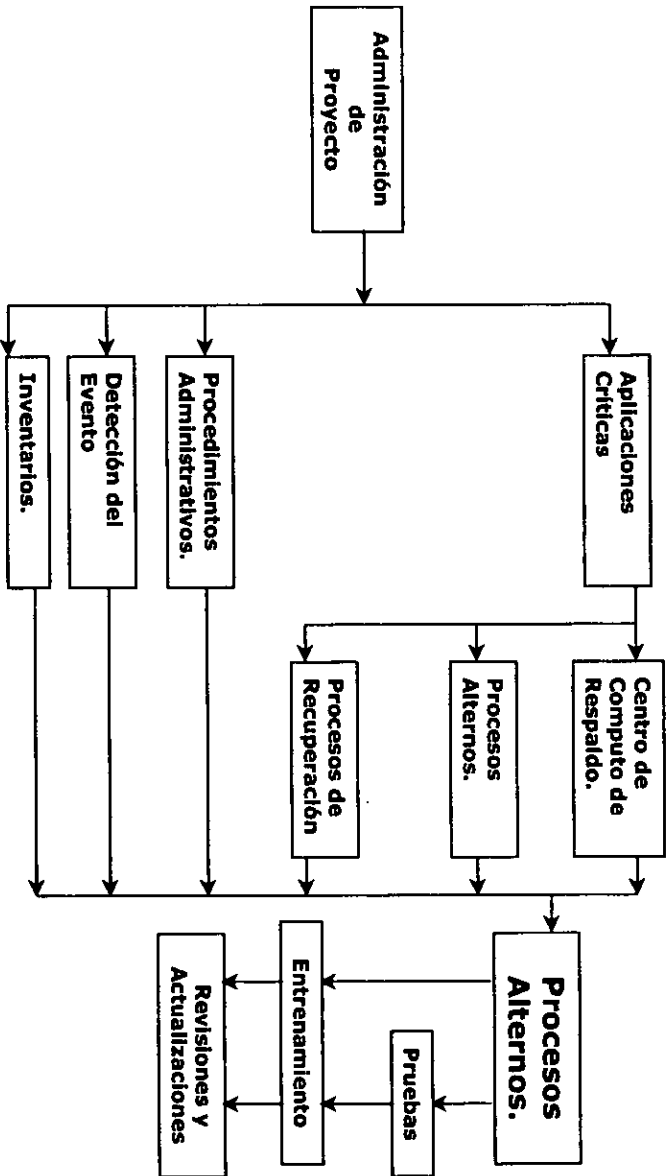 Administración
de
Proyecto
Aplicaciones
Críticas
Procedimientos
Administrativos.
Detección del
Evento
Inventarios.
Centro de
Computo de
Respaldo.
Procesos
Alternos.
Procesos de
Recuperación
Procesos
Alternos.
Pruebas
Entrenamiento
Revisiones y
Actualizaciones